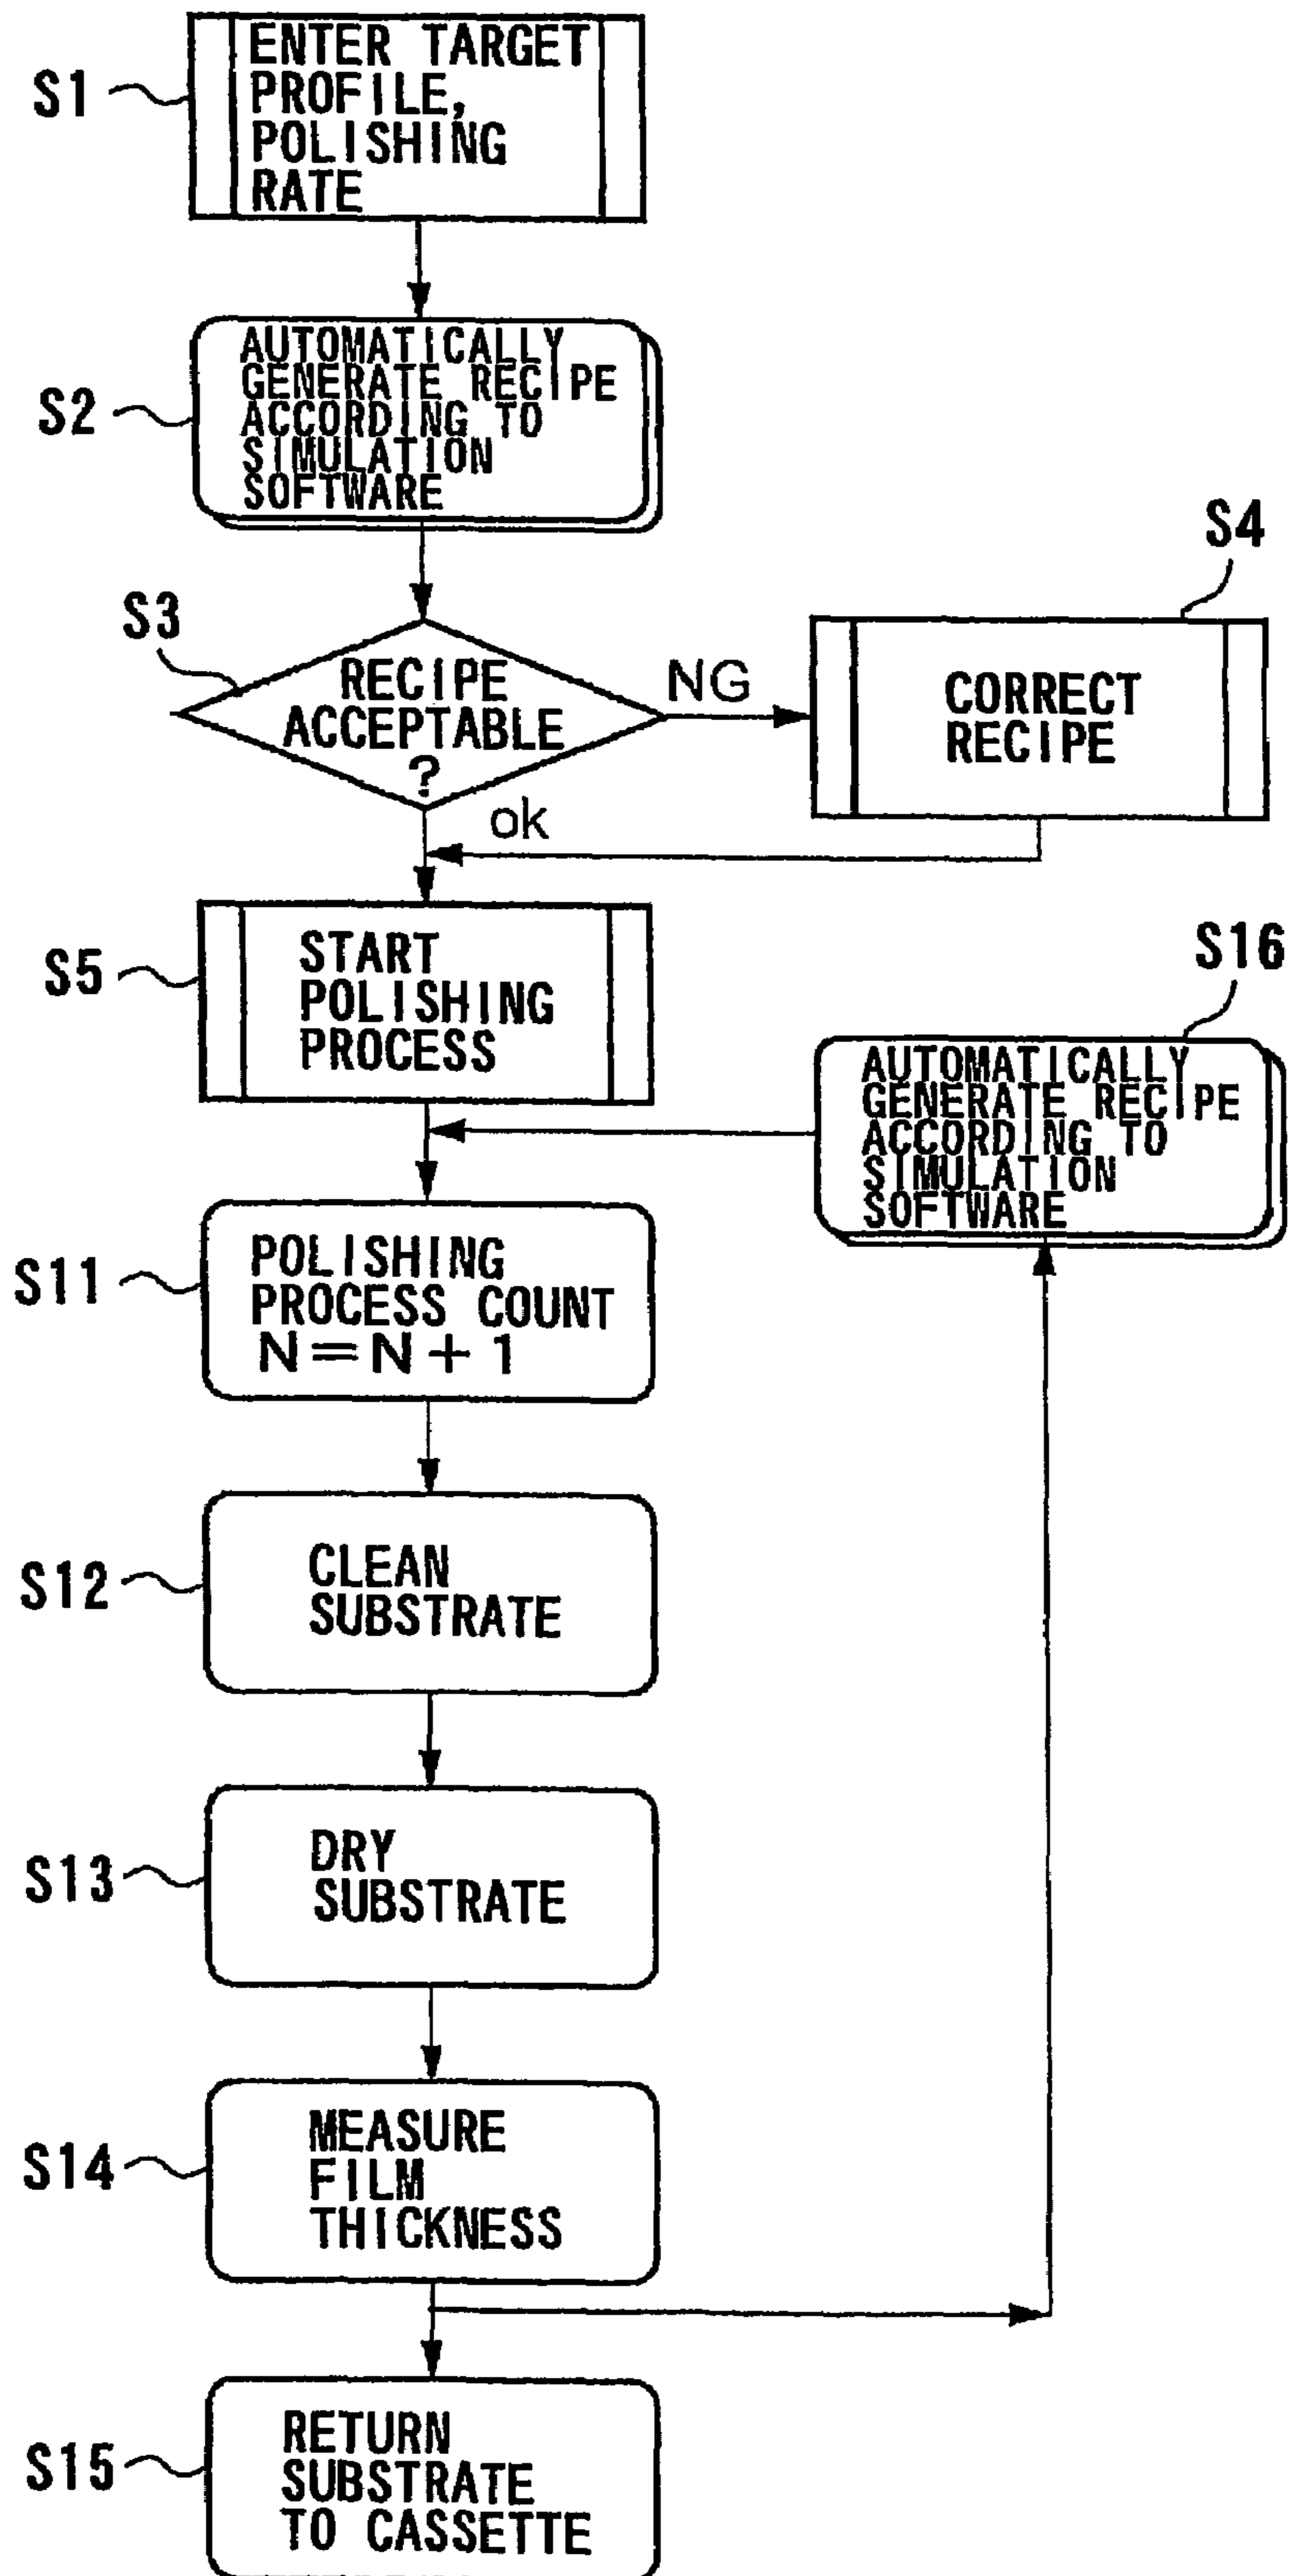 S1
ENTER TARGET
PROFILE,
POLISHING
RATE
S2
AUTOMATICALLY
GENERATE RECIPE
ACCORDING TO
SIMULATION
SOFTWARE
S3
RECIPE
ACCEPTABLE
?
NG
ok
S4
CORRECT
RECIPE
S5
START
POLISHING
PROCESS
S16
AUTOMATICALLY
GENERATE RECIPE
ACCORDING TO
SIMULATION
SOFTWARE
S11
POLISHING
PROCESS COUNT
N=N+1
S12
CLEAN
SUBSTRATE
S13
DRY
SUBSTRATE
S14
MEASURE
FILM
THICKNESS
S15
RETURN
SUBSTRATE
TO CASSETTE